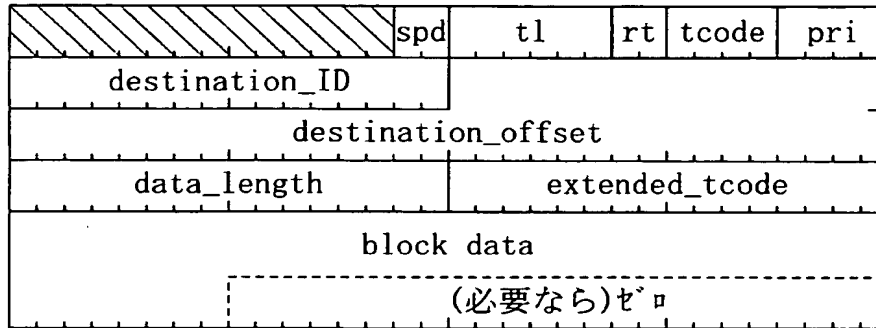 spd tl rt tcode pri
destination_ID
destination_offset
data_length extended_tcode
block data
(必要なら)ｾﾞﾛ